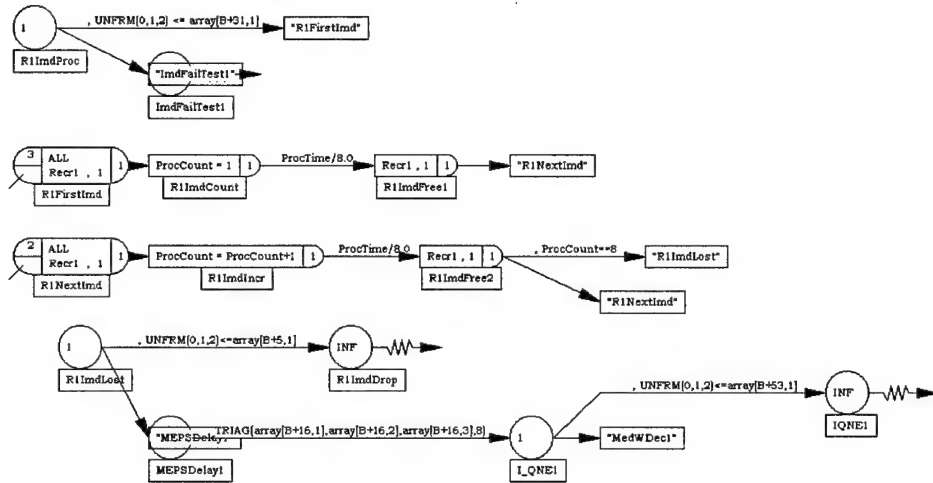 1
, UNFRM[0,1,2] <= array[B+31,1]
"R1FirstImd"
R1ImdProc
"ImdFailTest1"
ImdFailTest1
3
ALL
Recr1 , 1
1
ProcCount = 1
1
ProcTime/8.0
Recr1 , 1
1
"R1NextImd"
R1FirstImd
R1ImdCount
R1ImdFree1
2
ALL
Recr1 , 1
1
ProcCount = ProcCount+1
1
ProcTime/8.0
Recr1 , 1
1
, ProcCount==8
"R1ImdLost"
R1NextImd
R1ImdIncr
R1ImdFree2
"R1NextImd"
1
, UNFRM[0,1,2]<=array[B+5,1]
INF
R1ImdLost
R1ImdDrop
, UNFRM[0,1,2]<=array[B+53,1]
INF
IQNE1
"MEPSDelay1"
TRIAG[array[B+16,1],array[B+16,2],array[B+16,3],8]
1
"MedWDec1"
MEPSDelay1
I_QNE1